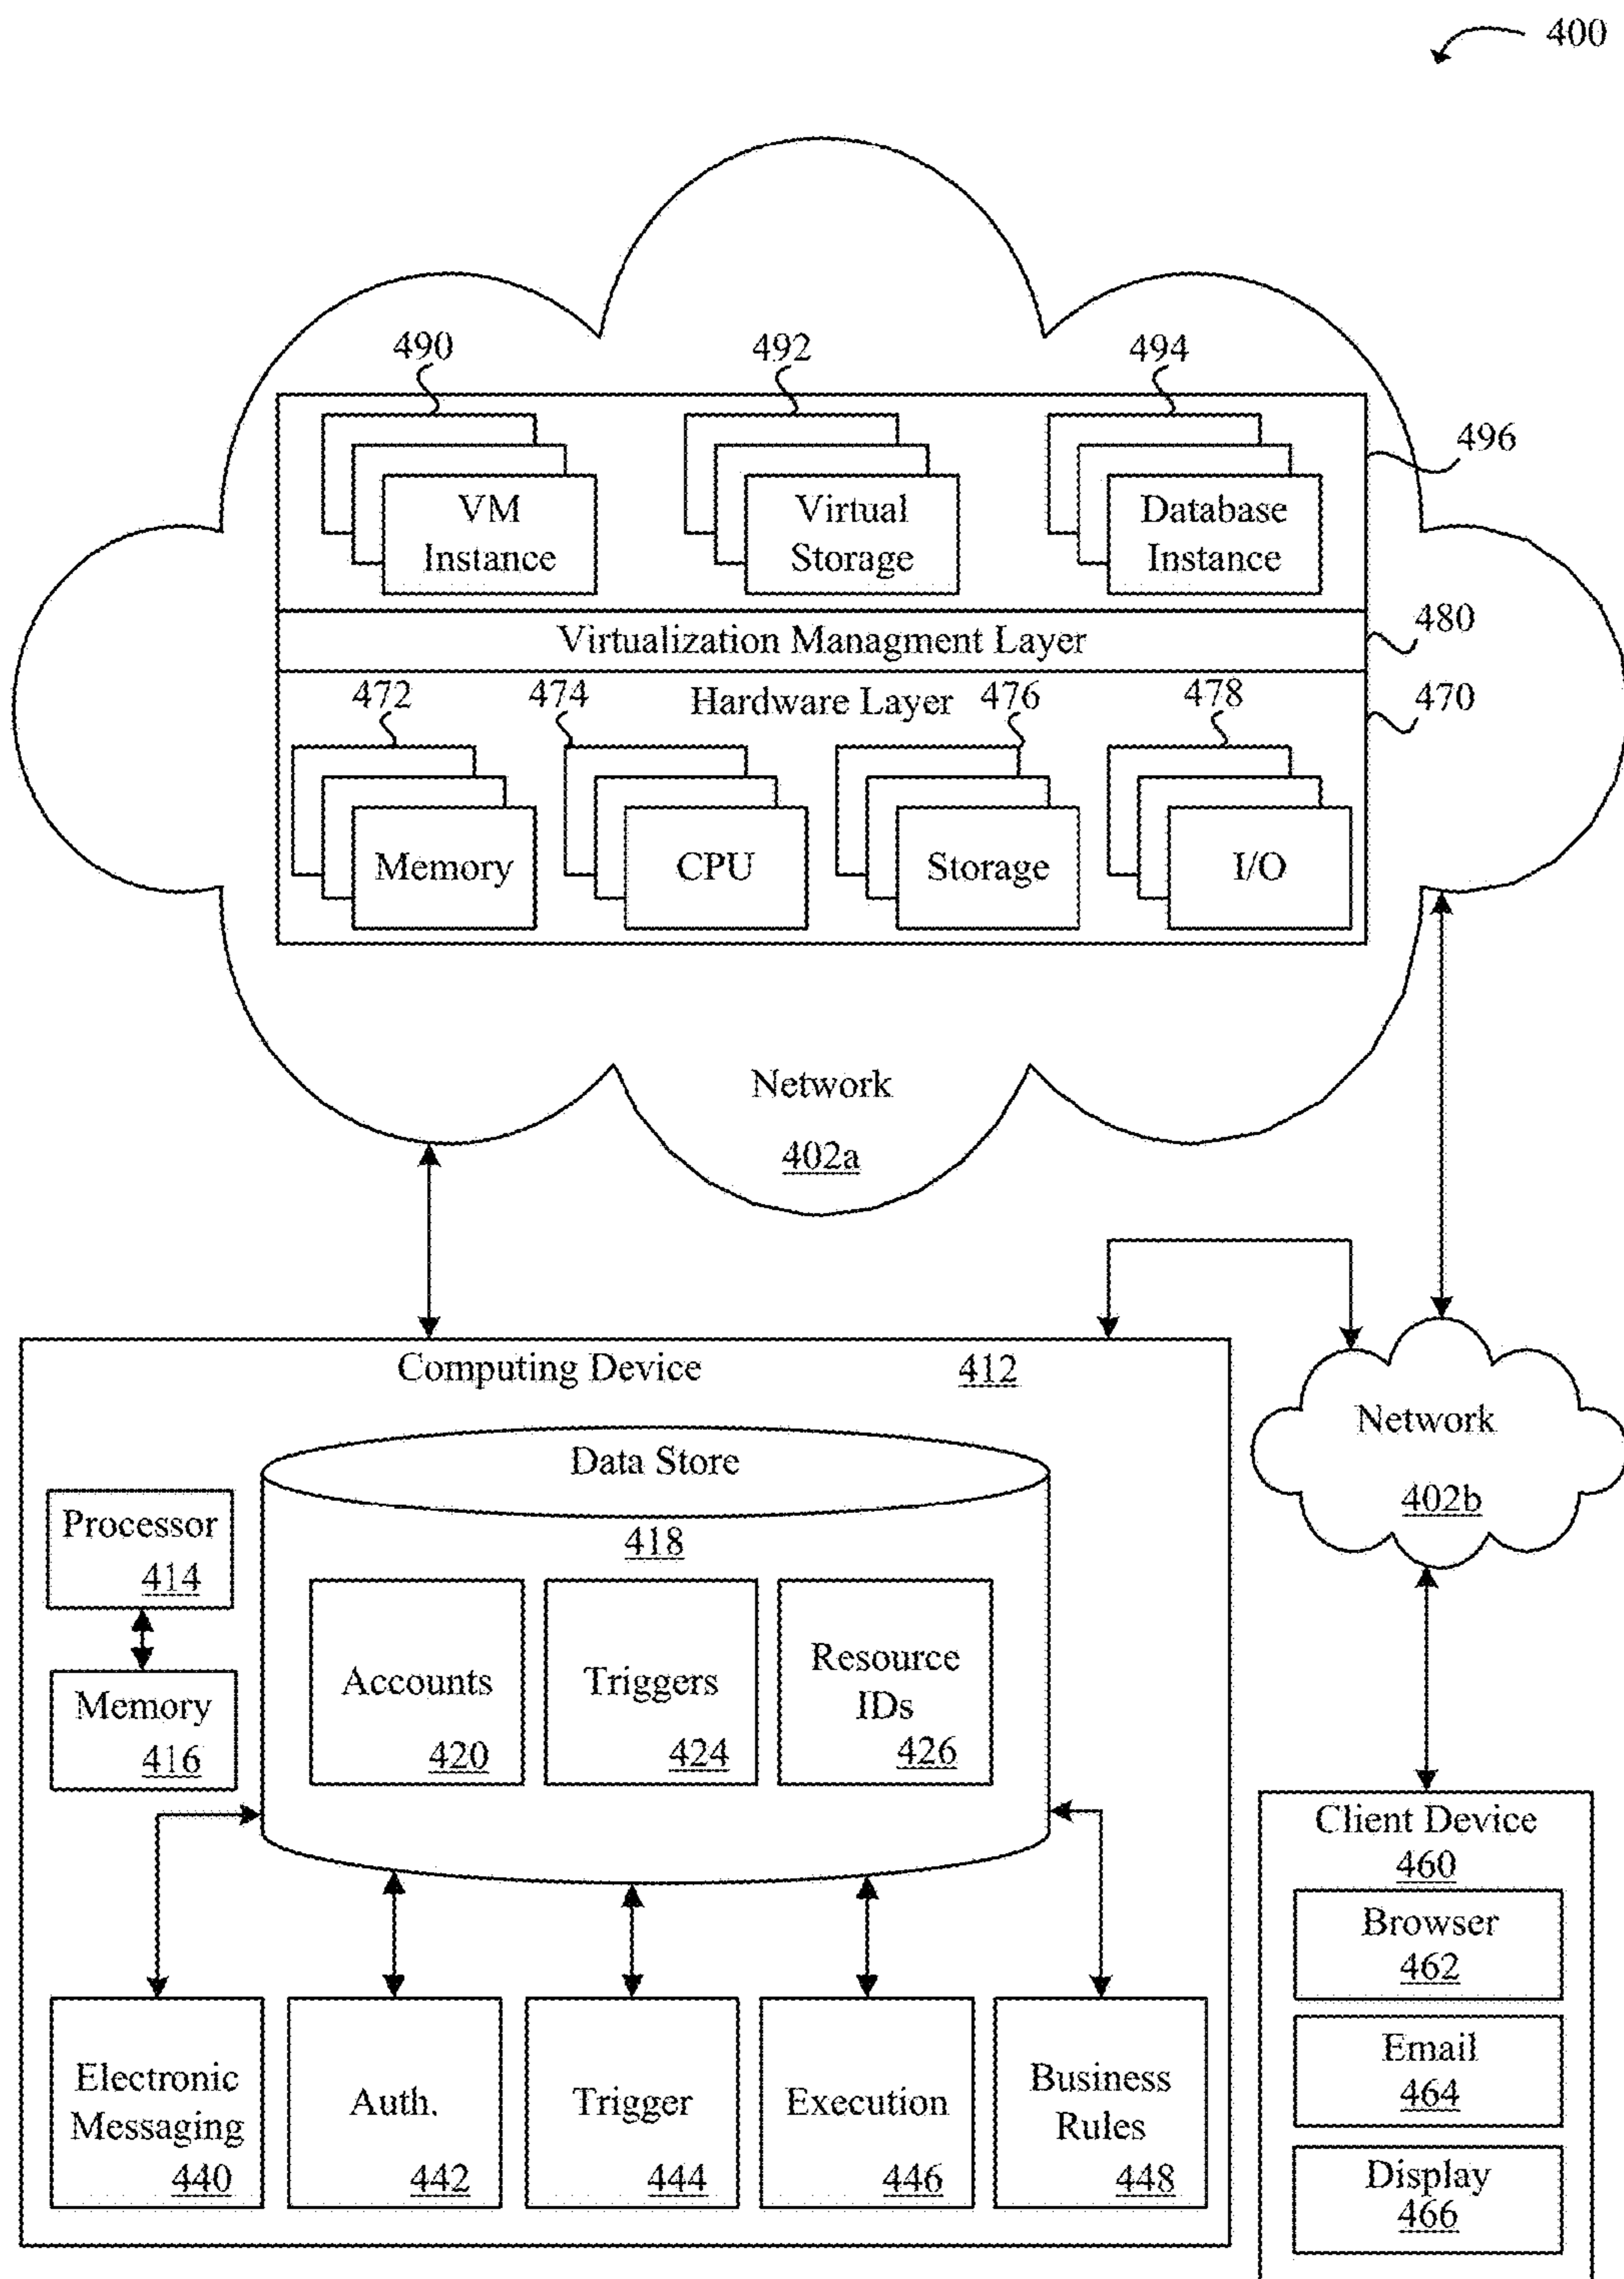 400
490
492
494
496
VM
Instance
Virtual
Storage
Database
Instance
480
Virtualization Managment Layer
472
474
Hardware Layer
476
478
470
Memory
CPU
Storage
I/O
Network
402a
Computing Device
412
Data Store
418
Processor
414
Memory
416
Accounts
420
Triggers
424
Resource
IDs
426
Network
402b
Electronic
Messaging
440
Auth.
442
Trigger
444
Execution
446
Business
Rules
448
Client Device
460
Browser
462
Email
464
Display
466